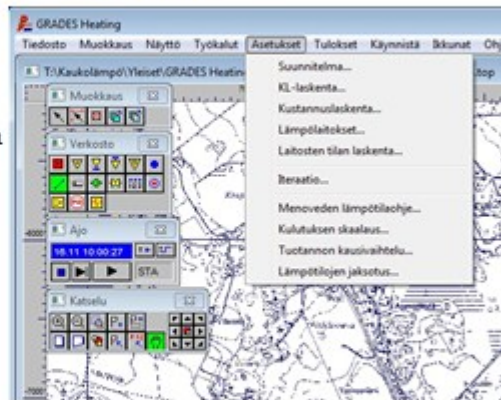 GRADES Heating
Tiedosto Muokkaus Näyttö Työkalut Asetukset Tulokset Käynnistä Ikkunat
T:\Kaukolämpö\Yleiset\GRADES .top
Suunnitelma...
KL-laskenta...
Kustannuslaskenta...
Lämpölaitokset...
Laitosten tilan laskenta...
Iteraatio...
Menoveden lämpötilaohje...
Kulutuksen skaalaus...
Tuotannon kausivaihtelu...
Lämpötilojen jaksotus...
Muokkaus
Verkosto
Ajo
16.11 10:00:27
STA
Katselu